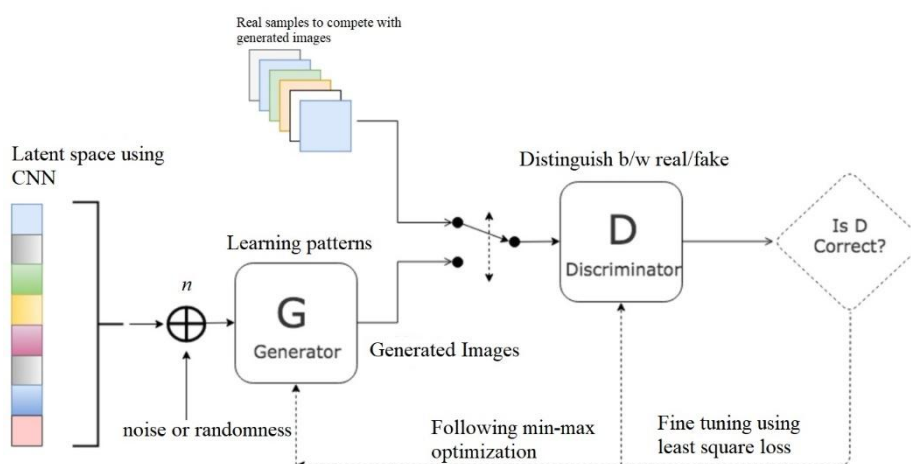 Real samples to compete with
generated images
Latent space using
CNN
Distinguish b/w real/fake
Learning patterns
n
G
Generator
Generated Images
D
Discriminator
Is D
Correct?
noise or randomness
Following min-max
optimization
Fine tuning using
least square loss